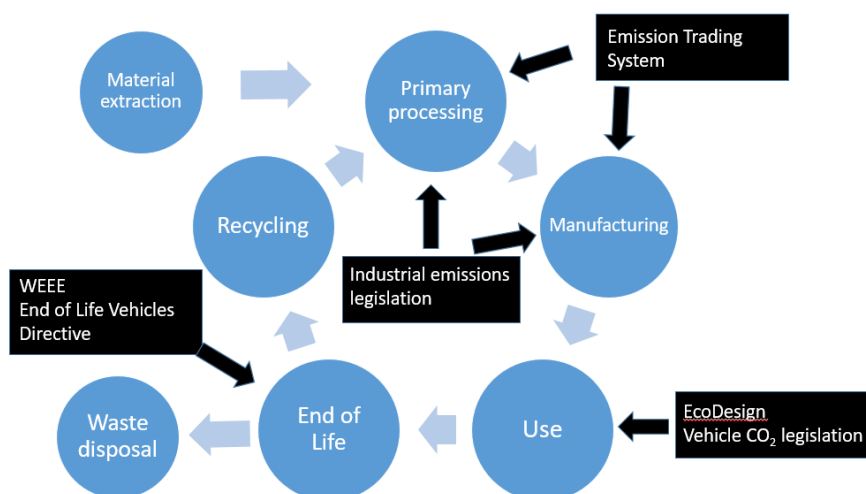 Emission Trading
System
Material
extraction
Primary
processing
Recycling
Manufacturing
Industrial emissions
legislation
WEEE
End of Life Vehicles
Directive
Waste
disposal
End of
Life
Use
EcoDesign
Vehicle CO₂ legislation